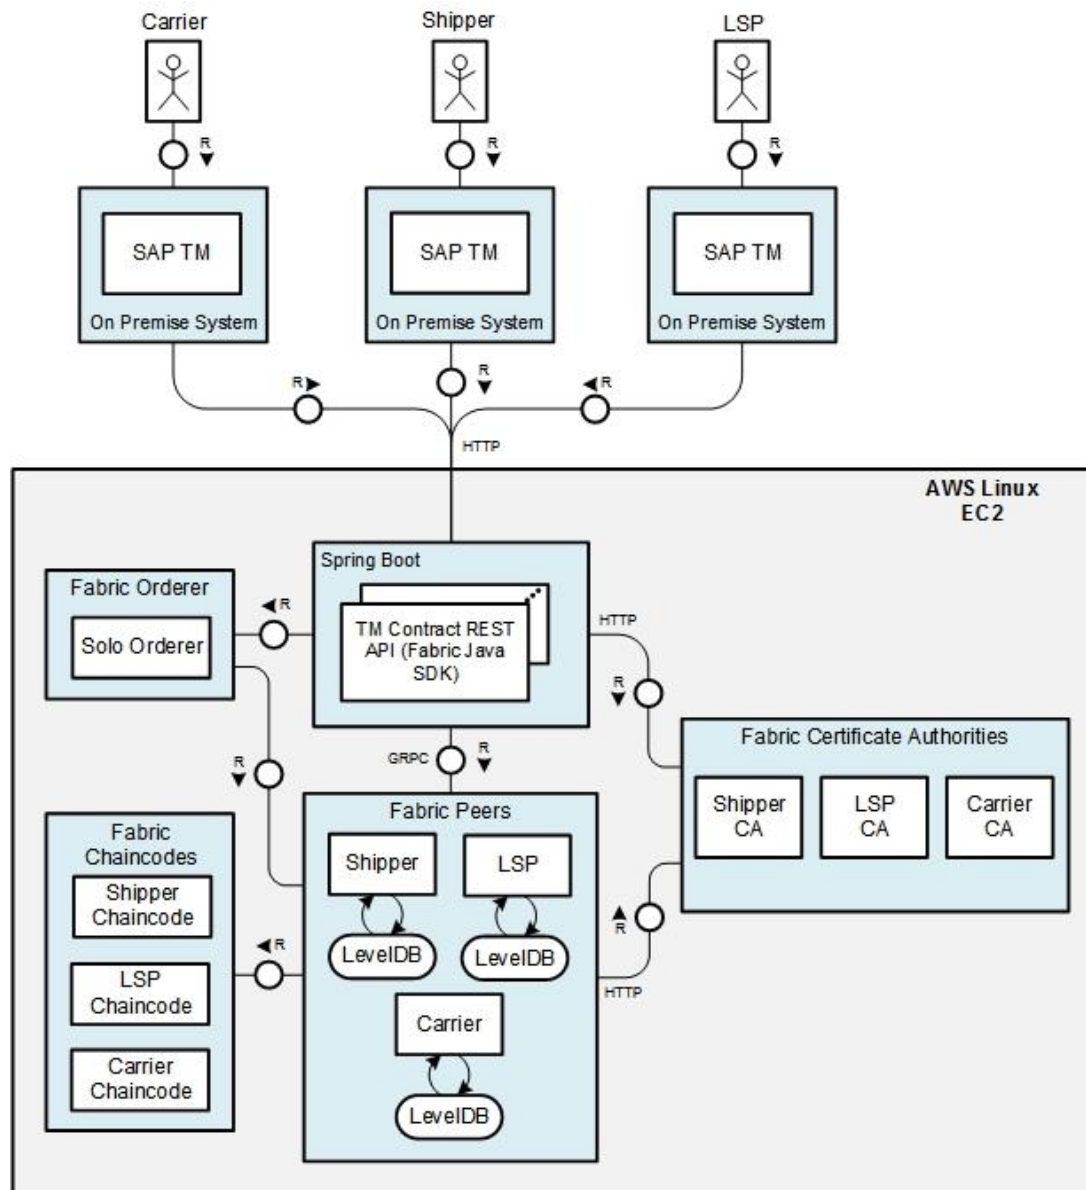 Carrier
Shipper
LSP
R
R
R
SAP TM
SAP TM
SAP TM
On Premise System
On Premise System
On Premise System
R
R
R
HTTP
AWS Linux
EC2
Spring Boot
Fabric Orderer
R
HTTP
Solo Orderer
TM Contract REST
API (Fabric Java
SDK)
R
Fabric Certificate Authorities
R
GRPC
R
Shipper
CA
LSP
CA
Carrier
CA
Fabric Peers
Fabric
Chaincodes
Shipper
LSP
Shipper
Chaincode
LevelDB
LevelDB
R
R
HTTP
LSP
Chaincode
Carrier
Carrier
Chaincode
LevelDB